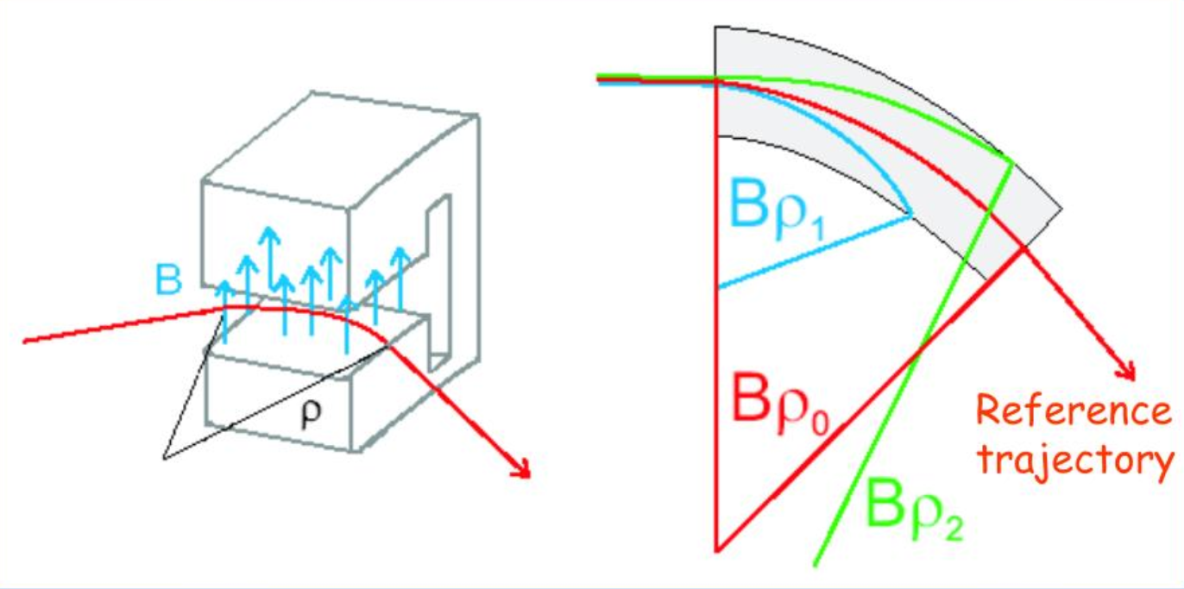 B
ρ
Bρ₁
Bρ₀
Bρ₂
Reference
trajectory